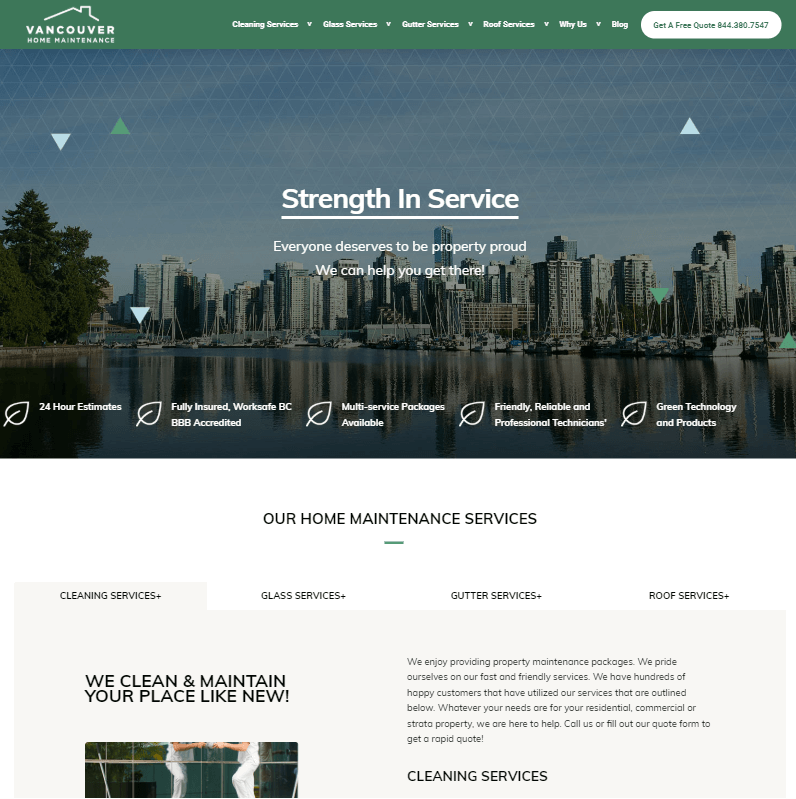 VANCOUVER
HOME MAINTENANCE
Cleaning Services v Glass Services v Gutter Services v Roof Services v Why Us v Blog
Get A Free Quote 844.380.7547
Strength In Service
Everyone deserves to be property proud
We can help you get there!
24 Hour Estimates
Fully Insured, Worksafe BC
BBB Accredited
Multi-service Packages
Available
Friendly, Reliable and
Professional Technicians'
Green Technology
and Products
OUR HOME MAINTENANCE SERVICES
CLEANING SERVICES+
GLASS SERVICES+
GUTTER SERVICES+
ROOF SERVICES+
WE CLEAN & MAINTAIN
YOUR PLACE LIKE NEW!
We enjoy providing property maintenance packages. We pride
ourselves on our fast and friendly services. We have hundreds of
happy customers that have utilized our services that are outlined
below. Whatever your needs are for your residential, commercial or
strata property, we are here to help. Call us or fill out our quote form to
get a rapid quote!
CLEANING SERVICES